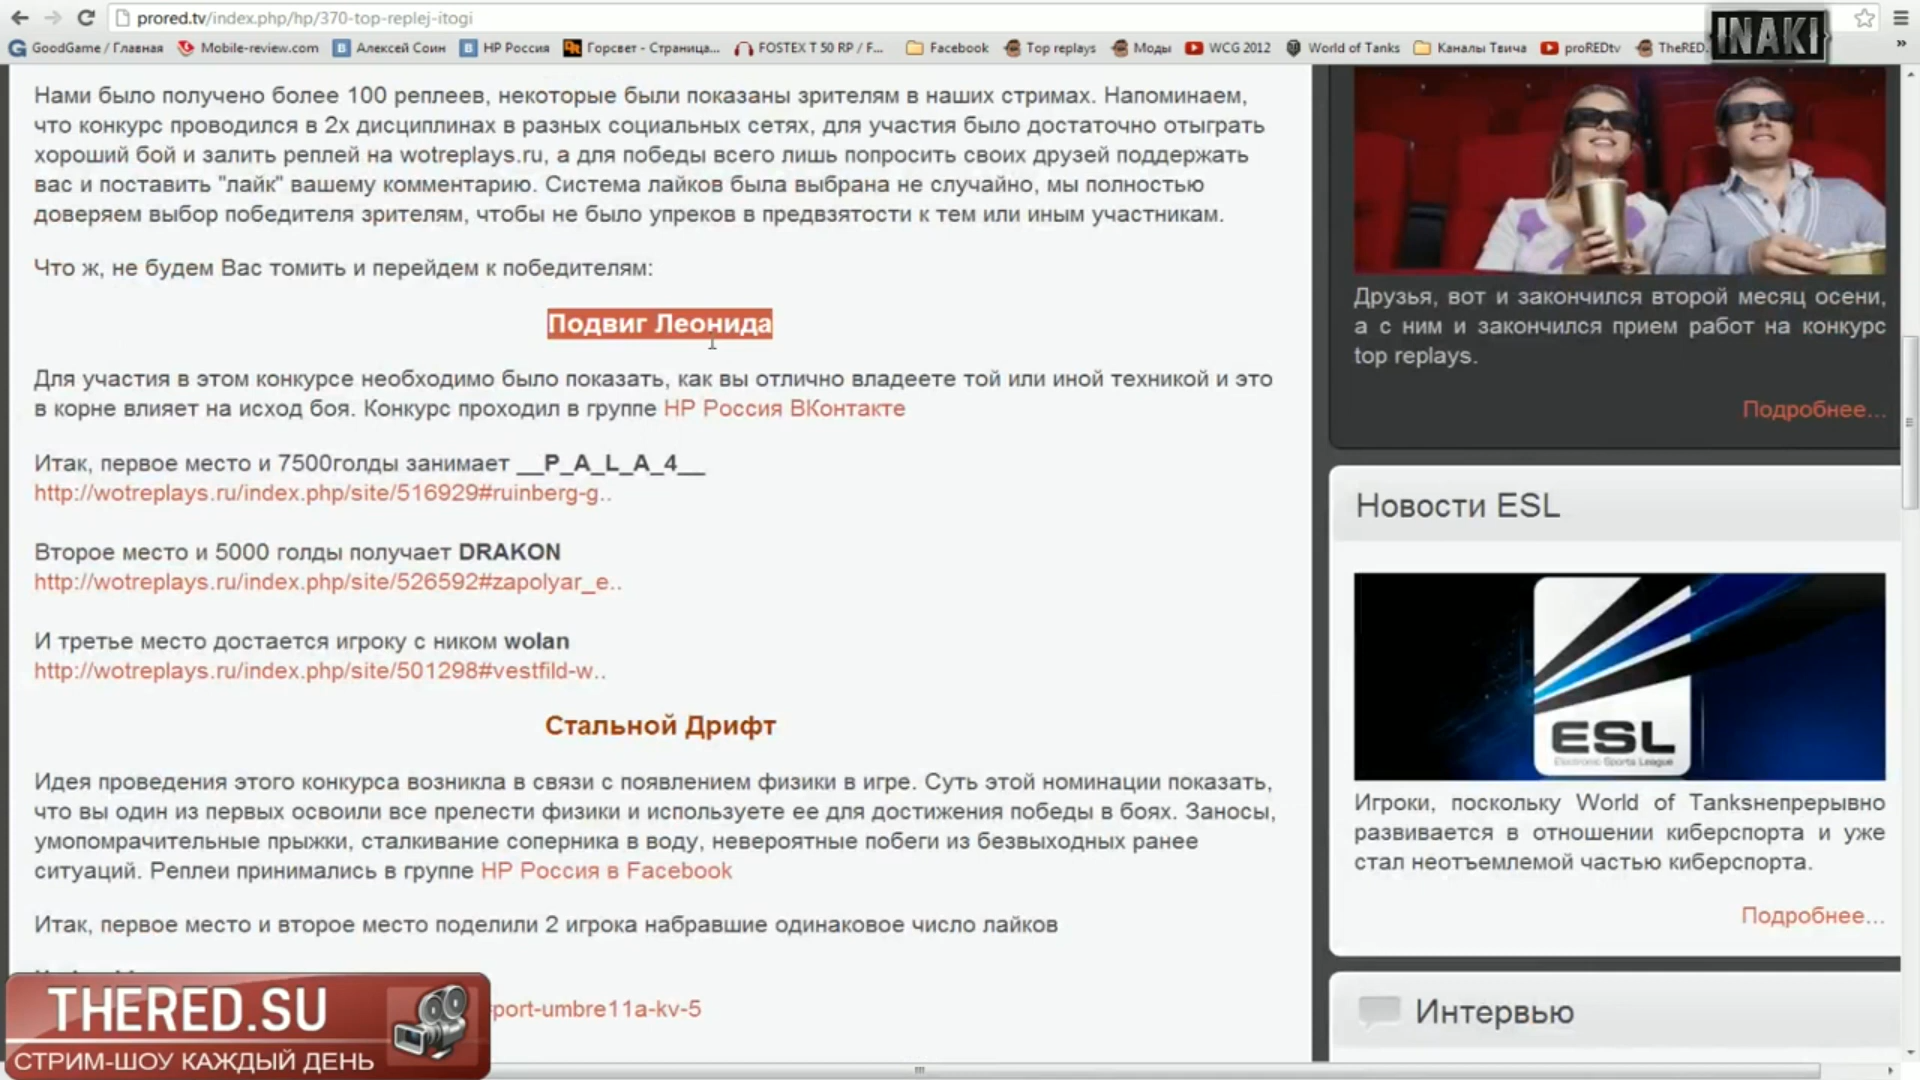 prored.tv/index.php/hp/370-top-replej-itogi
GoodGame / Главная Mobile-review.com Алексей Соин HP Россия Горсвет - Страница... FOSTEX T 50 RP / F... Facebook Top replays Моды WCG 2012 World of Tanks Каналы Твича proREDtv TheRED.
INAKI
Нами было получено более 100 реплеев, некоторые были показаны зрителям в наших стримах. Напоминаем,
что конкурс проводился в 2х дисциплинах в разных социальных сетях, для участия было достаточно отыграть
хороший бой и залить реплей на wotreplays.ru, а для победы всего лишь попросить своих друзей поддержать
вас и поставить "лайк" вашему комментарию. Система лайков была выбрана не случайно, мы полностью
доверяем выбор победителя зрителям, чтобы не было упреков в предвзятости к тем или иным участникам.
Что ж, не будем Вас томить и перейдем к победителям:
Подвиг Леонида
Для участия в этом конкурсе необходимо было показать, как вы отлично владеете той или иной техникой и это
в корне влияет на исход боя. Конкурс проходил в группе HP Россия ВКонтакте
Итак, первое место и 7500голды занимает __P_A_L_A_4__
http://wotreplays.ru/index.php/site/516929#ruinberg-g..
Второе место и 5000 голды получает DRAKON
http://wotreplays.ru/index.php/site/526592#zapolyar_e..
И третье место достается игроку с ником wolan
http://wotreplays.ru/index.php/site/501298#vestfild-w..
Стальной Дрифт
Идея проведения этого конкурса возникла в связи с появлением физики в игре. Суть этой номинации показать,
что вы один из первых освоили все прелести физики и используете ее для достижения победы в боях. Заносы,
умопомрачительные прыжки, сталкивание соперника в воду, невероятные побеги из безвыходных ранее
ситуаций. Реплеи принимались в группе HP Россия в Facebook
Итак, первое место и второе место поделили 2 игрока набравшие одинаковое число лайков
port-umbre11a-kv-5
THERED.SU
СТРИМ-ШОУ КАЖДЫЙ ДЕНЬ
Друзья, вот и закончился второй месяц осени,
а с ним и закончился прием работ на конкурс
top replays.
Подробнее...
Новости ESL
ESL
Electronic Sports League
Игроки, поскольку World of Tanksнепрерывно
развивается в отношении киберспорта и уже
стал неотъемлемой частью киберспорта.
Подробнее...
Интервью